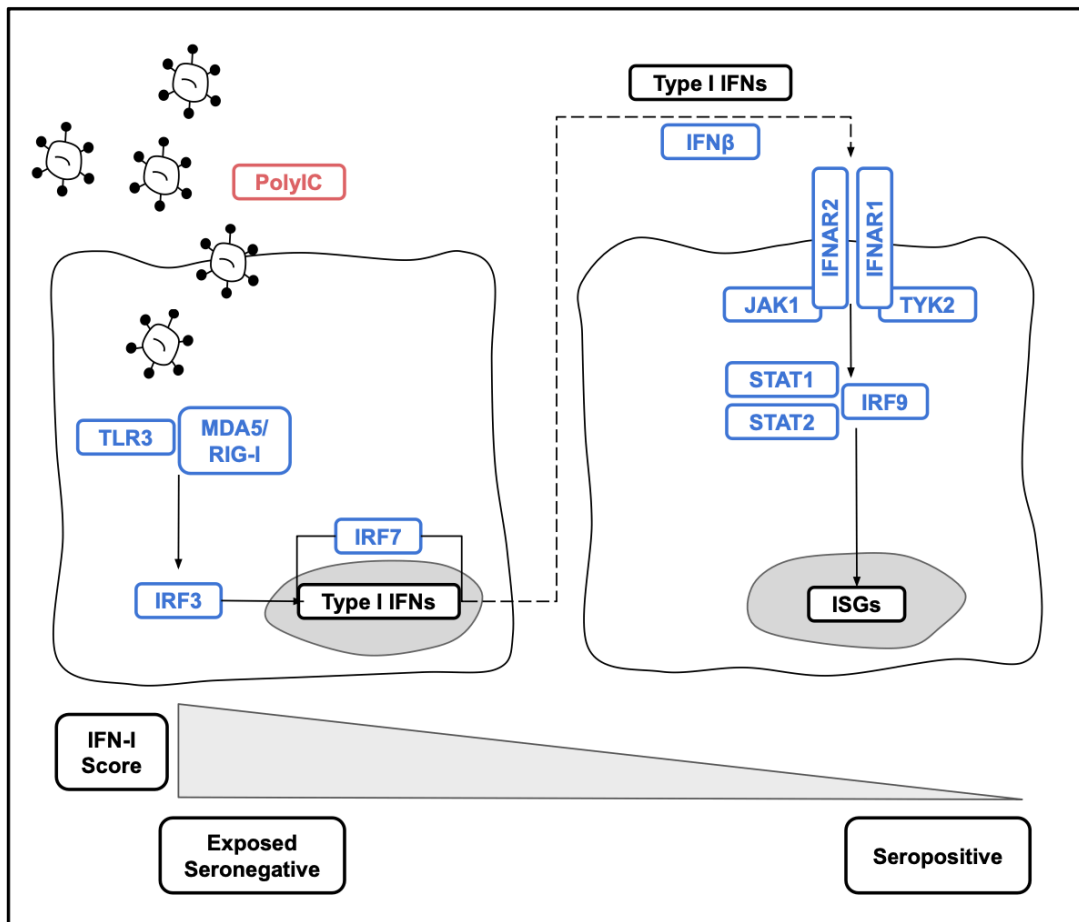 Type I IFNs
IFNβ
PolyIC
IFNAR2
IFNAR1
JAK1
TYK2
STAT1
STAT2
IRF9
TLR3
MDA5/
RIG-I
IRF7
IRF3
Type I IFNs
ISGs
IFN-I
Score
Exposed
Seronegative
Seropositive